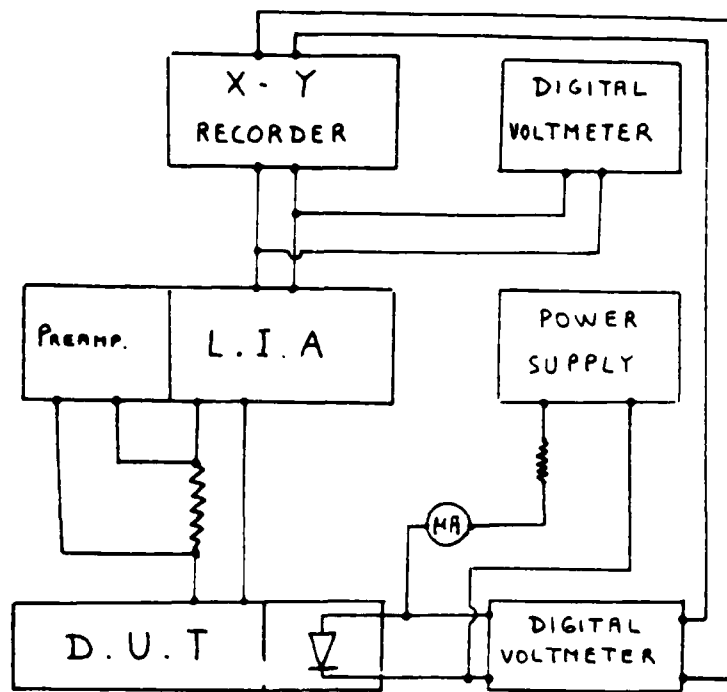 X - Y
RECORDER
DIGITAL
VOLTMETER
PREAMP.
L.I.A
POWER
SUPPLY
μA
D.U.T
DIGITAL
VOLTMETER